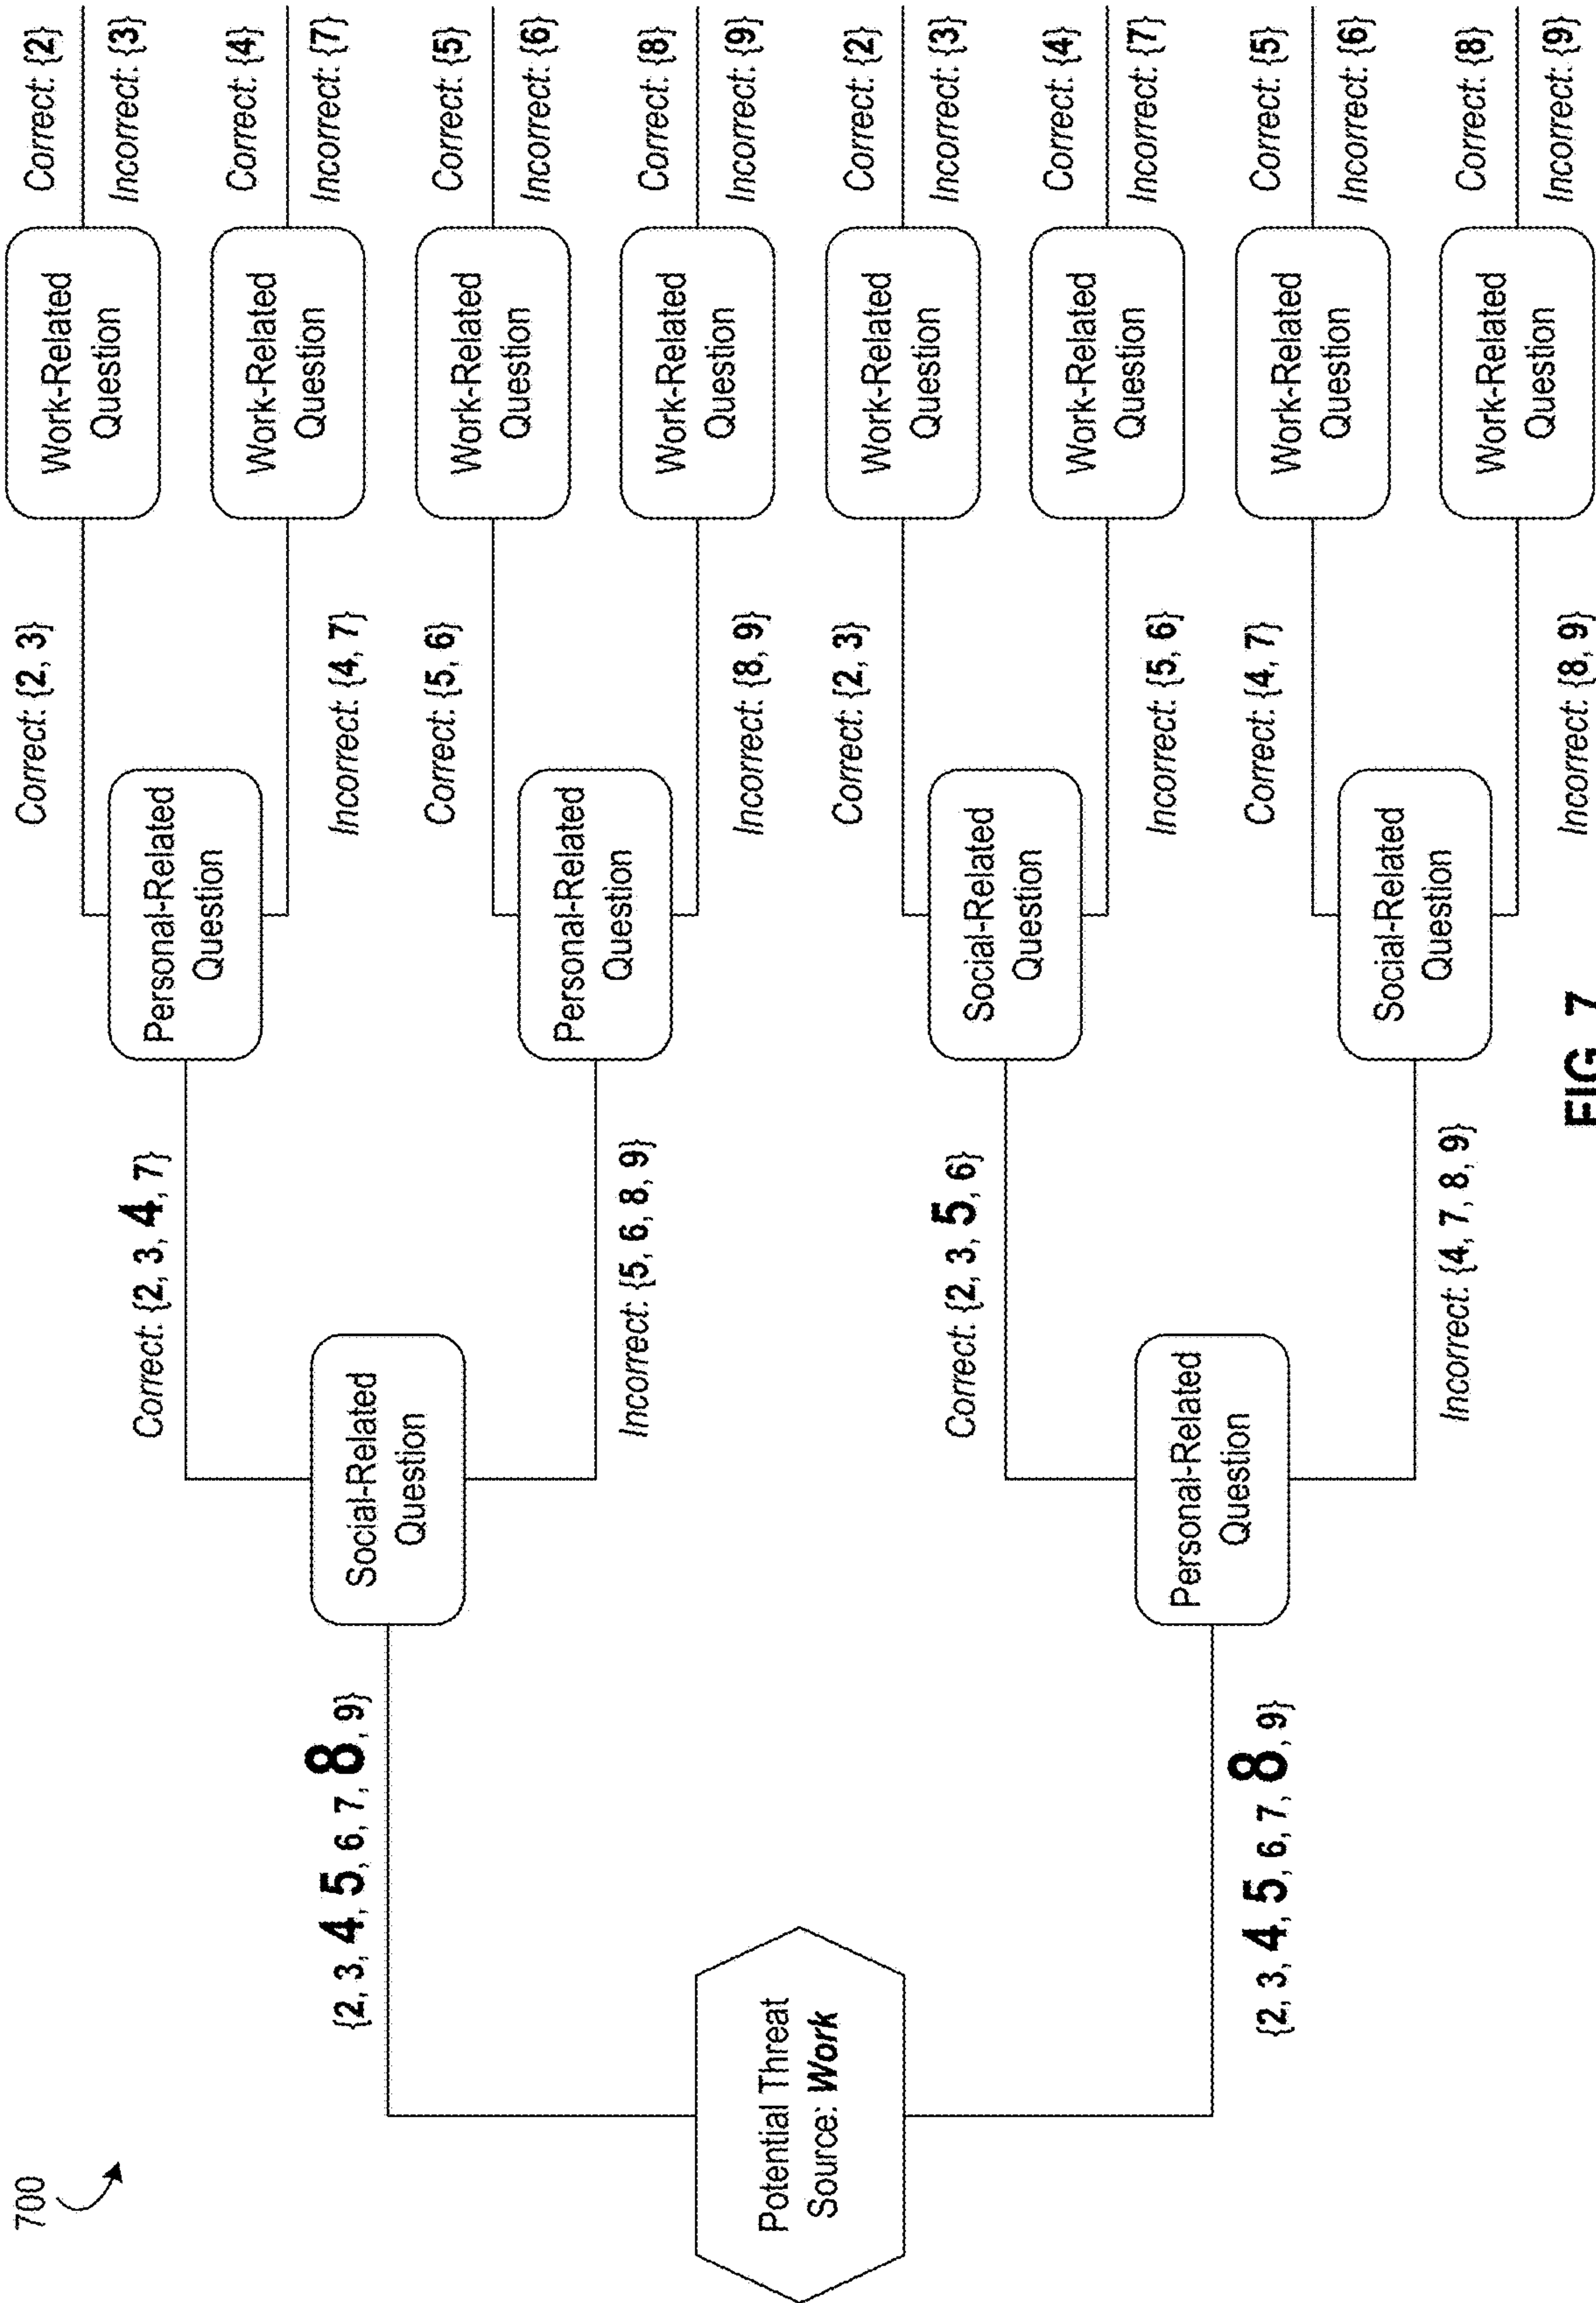 700
Potential Threat
Source: Work
{2, 3, 4, 5, 6, 7, 8, 9}
{2, 3, 4, 5, 6, 7, 8, 9}
Social-Related
Question
Personal-Related
Question
Correct: {2, 3, 4, 7}
Incorrect: {5, 6, 8, 9}
Correct: {2, 3, 5, 6}
Incorrect: {4, 7, 8, 9}
Personal-Related
Question
Personal-Related
Question
Social-Related
Question
Social-Related
Question
Correct: {2, 3}
Incorrect: {4, 7}
Correct: {5, 6}
Incorrect: {8, 9}
Correct: {2, 3}
Incorrect: {5, 6}
Correct: {4, 7}
Incorrect: {8, 9}
Work-Related
Question
Work-Related
Question
Work-Related
Question
Work-Related
Question
Work-Related
Question
Work-Related
Question
Work-Related
Question
Work-Related
Question
Correct: {2}
Incorrect: {3}
Correct: {4}
Incorrect: {7}
Correct: {5}
Incorrect: {6}
Correct: {8}
Incorrect: {9}
Correct: {2}
Incorrect: {3}
Correct: {4}
Incorrect: {7}
Correct: {5}
Incorrect: {6}
Correct: {8}
Incorrect: {9}
FIG. 7